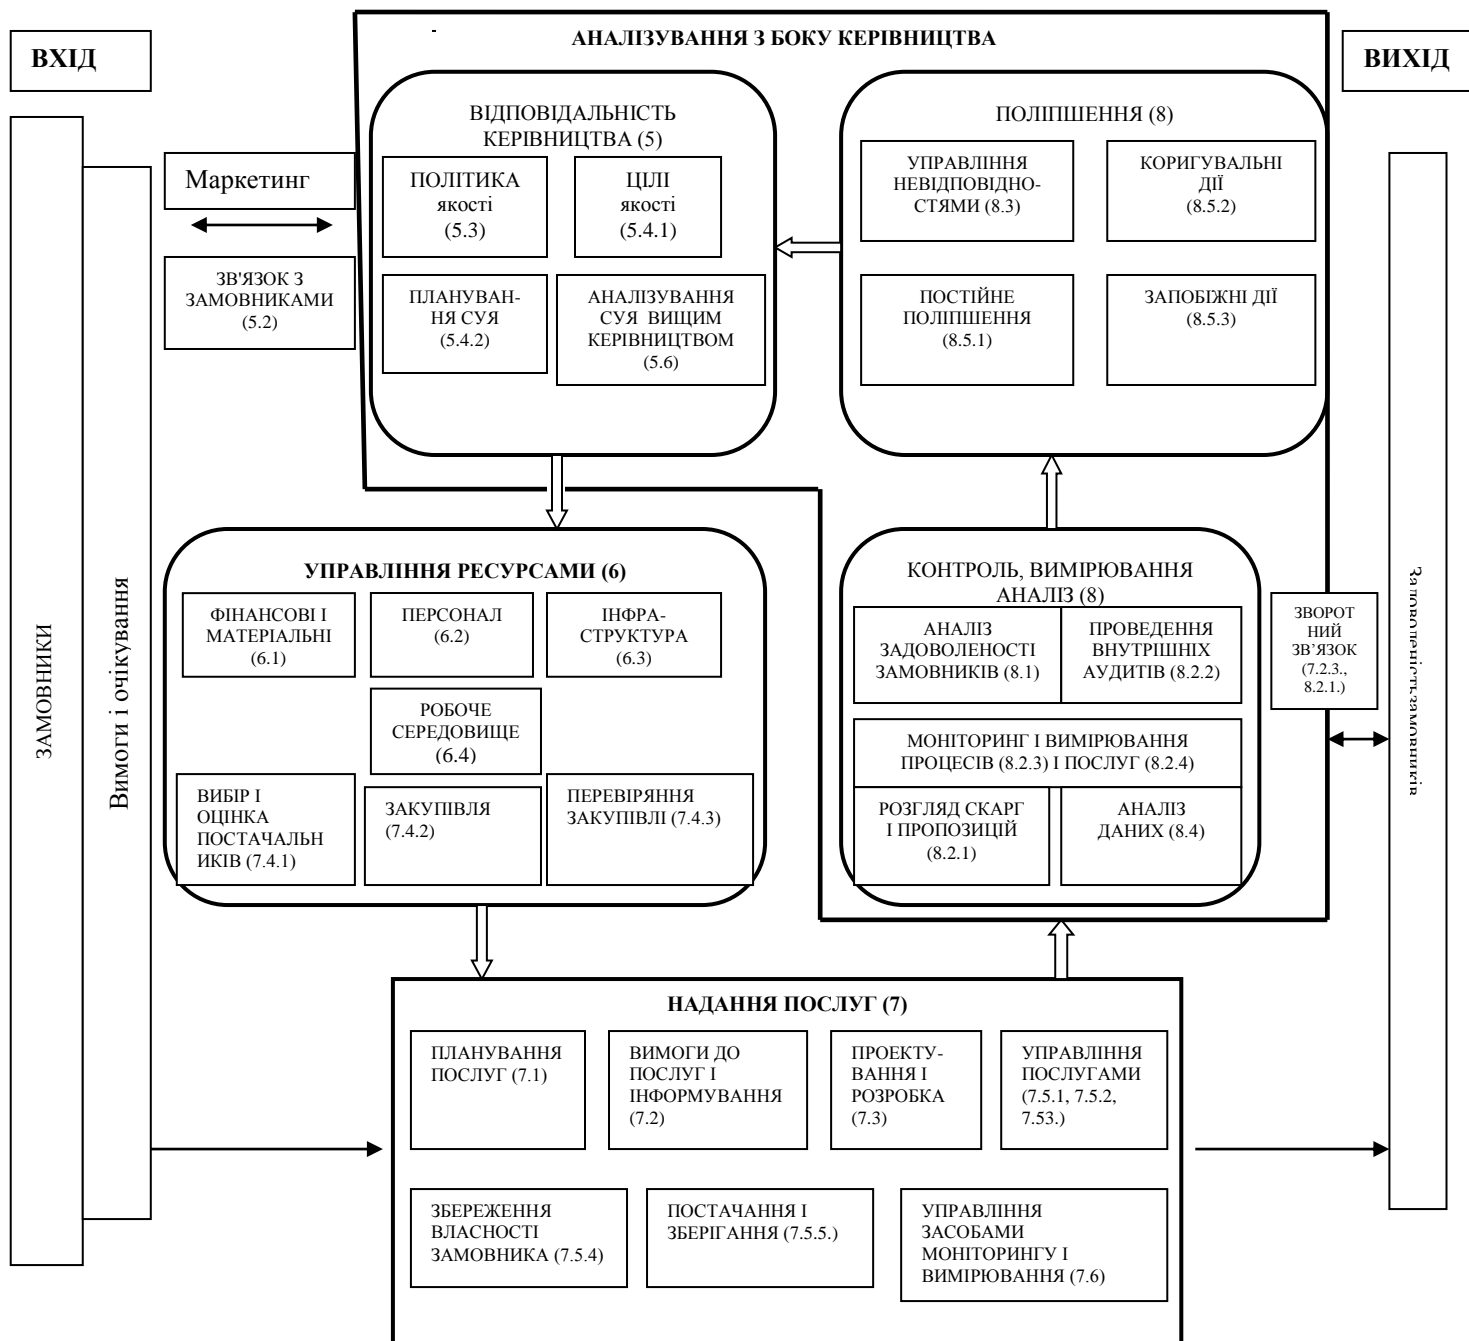 АНАЛІЗУВАННЯ З БОКУ КЕРІВНИЦТВА
ВХІД
ВИХІД
ЗАМОВНИКИ
Вимоги і очікування
Маркетинг
ЗВ'ЯЗОК З
ЗАМОВНИКАМИ
(5.2)
ВІДПОВІДАЛЬНІСТЬ
КЕРІВНИЦТВА (5)
ПОЛІТИКА
якості
(5.3)
ЦІЛІ
якості
(5.4.1)
ПЛАНУВАН-
НЯ СУЯ
(5.4.2)
АНАЛІЗУВАННЯ
СУЯ ВИЩИМ
КЕРІВНИЦТВОМ
(5.6)
ПОЛІПШЕННЯ (8)
УПРАВЛІННЯ
НЕВІДПОВІДНО-
СТЯМИ (8.3)
КОРИГУВАЛЬНІ
ДІЇ
(8.5.2)
ПОСТІЙНЕ
ПОЛІПШЕННЯ
(8.5.1)
ЗАПОБІЖНІ ДІЇ
(8.5.3)
УПРАВЛІННЯ РЕСУРСАМИ (6)
ФІНАНСОВІ І
МАТЕРІАЛЬНІ
(6.1)
ПЕРСОНАЛ
(6.2)
ІНФРА-
СТРУКТУРА
(6.3)
РОБОЧЕ
СЕРЕДОВИЩЕ
(6.4)
ВИБІР І
ОЦІНКА
ПОСТАЧАЛЬН
ИКІВ (7.4.1)
ЗАКУПІВЛЯ
(7.4.2)
ПЕРЕВІРЯННЯ
ЗАКУПІВЛІ (7.4.3)
КОНТРОЛЬ, ВИМІРЮВАННЯ
АНАЛІЗ (8)
АНАЛІЗ
ЗАДОВОЛЕНОСТІ
ЗАМОВНИКІВ (8.1)
ПРОВЕДЕННЯ
ВНУТРІШНІХ
АУДИТІВ (8.2.2)
МОНІТОРИНГ І ВИМІРЮВАННЯ
ПРОЦЕСІВ (8.2.3) І ПОСЛУГ (8.2.4)
РОЗГЛЯД СКАРГ
І ПРОПОЗИЦІЙ
(8.2.1)
АНАЛІЗ
ДАНИХ (8.4)
ЗВОРОТ
НИЙ
ЗВ’ЯЗОК
(7.2.3.,
8.2.1.)
Задоволеність замовників
НАДАННЯ ПОСЛУГ (7)
ПЛАНУВАННЯ
ПОСЛУГ (7.1)
ВИМОГИ ДО
ПОСЛУГ І
ІНФОРМУВАННЯ
(7.2)
ПРОЕКТУ-
ВАННЯ І
РОЗРОБКА
(7.3)
УПРАВЛІННЯ
ПОСЛУГАМИ
(7.5.1, 7.5.2,
7.53.)
ЗБЕРЕЖЕННЯ
ВЛАСНОСТІ
ЗАМОВНИКА (7.5.4)
ПОСТАЧАННЯ І
ЗБЕРІГАННЯ (7.5.5.)
УПРАВЛІННЯ
ЗАСОБАМИ
МОНІТОРИНГУ І
ВИМІРЮВАННЯ (7.6)